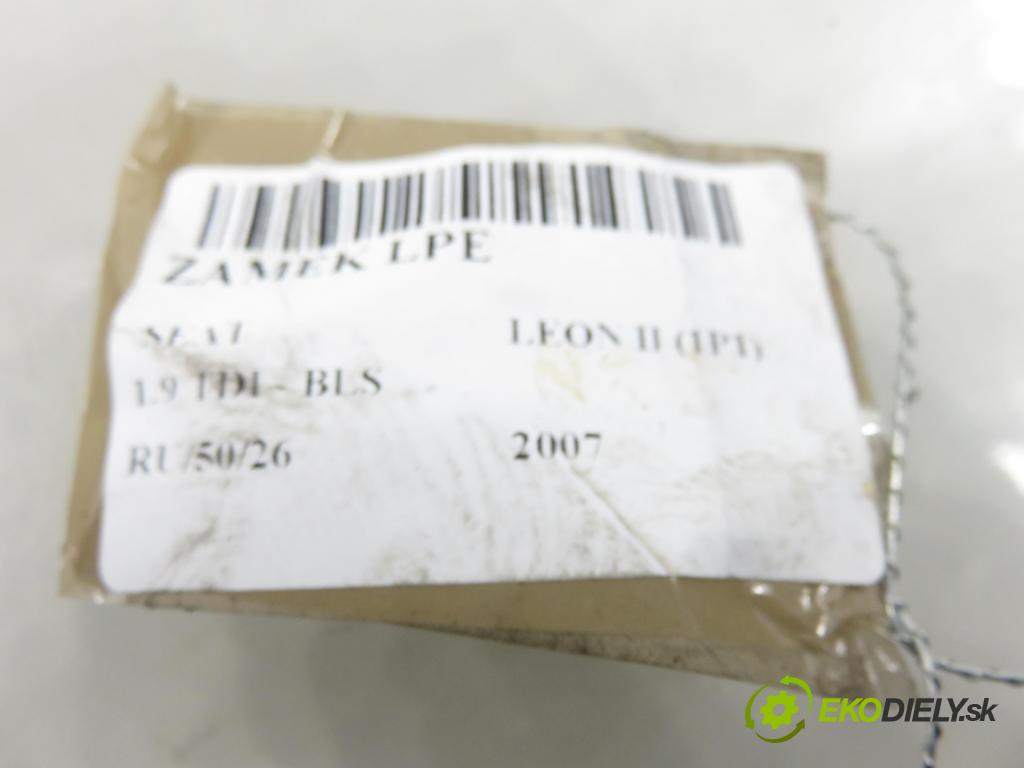 ZAMEK LPE
SEAT LEON II (1P1)
1.9 TDI - BLS
RU/50/26 2007
EKODIELY.sk